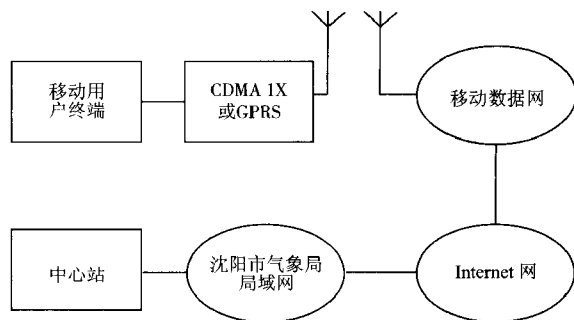 移动用
户终端
CDMA 1X
或GPRS
移动数据网
中心站
沈阳市气象局
局域网
Internet 网